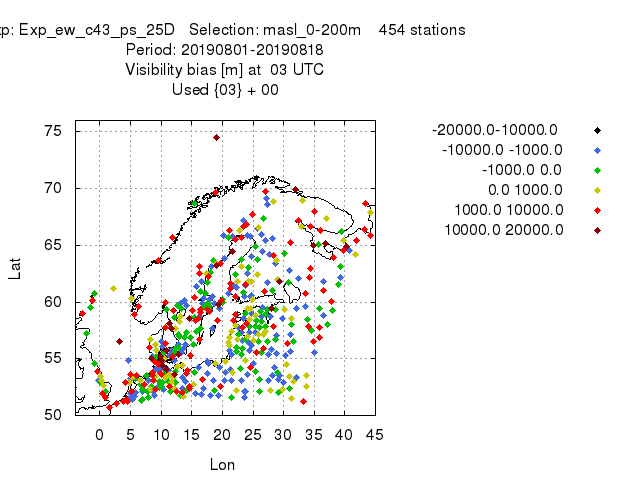 Exp_ew_c43_ps_25D Selection: masl_0-200m 454 stations
Period: 20190801-20190818
Visibility bias [m] at 03 UTC
Used {03} + 00
-20000.0-10000.0
-10000.0 -1000.0
-1000.0 0.0
0.0 1000.0
1000.0 10000.0
10000.0 20000.0
75
70
65
60
55
50
Lat
0 5 10 15 20 25 30 35 40 45
Lon